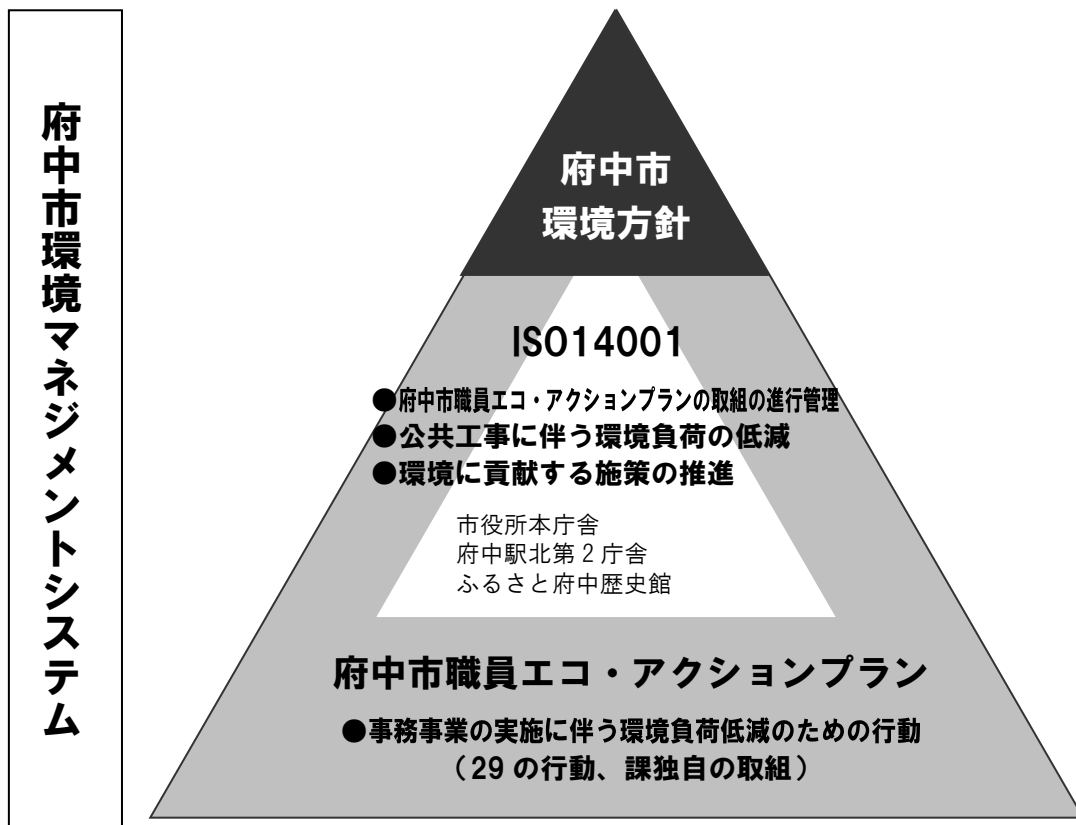 府中市環境マネジメントシステム
府中市
環境方針
ISO14001
●府中市職員エコ・アクションプランの取組の進行管理
●公共工事に伴う環境負荷の低減
●環境に貢献する施策の推進
市役所本庁舎
府中駅北第2庁舎
ふるさと府中歴史館
府中市職員エコ・アクションプラン
●事務事業の実施に伴う環境負荷低減のための行動
（29の行動、課独自の取組）